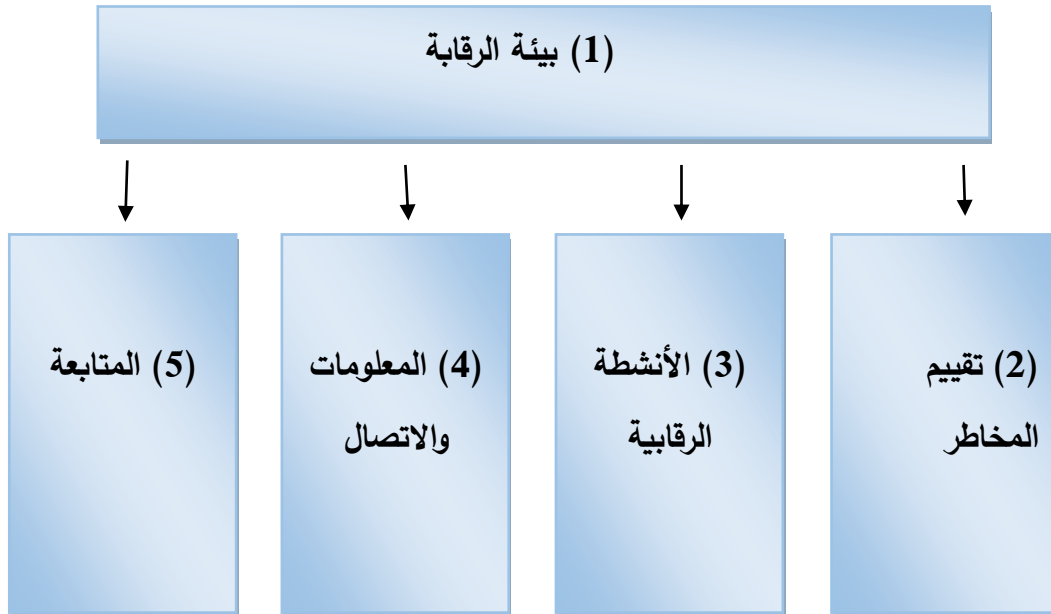 (1) بيئة الرقابة
(2) تقييم
المخاطر
(3) الأنشطة
الرقابية
(4) المعلومات
والاتصال
(5) المتابعة